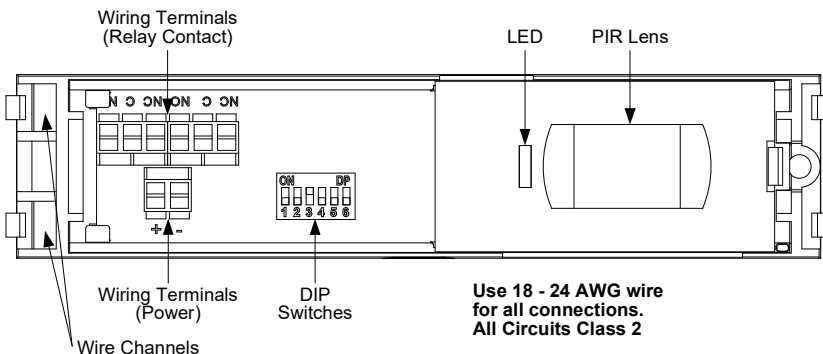 Wiring Terminals
(Relay Contact)
LED
PIR Lens
C NC NO C NC
ON DP
1 2 3 4 5 6
+ -
Wiring Terminals
(Power)
DIP
Switches
Use 18 - 24 AWG wire
for all connections.
All Circuits Class 2
Wire Channels